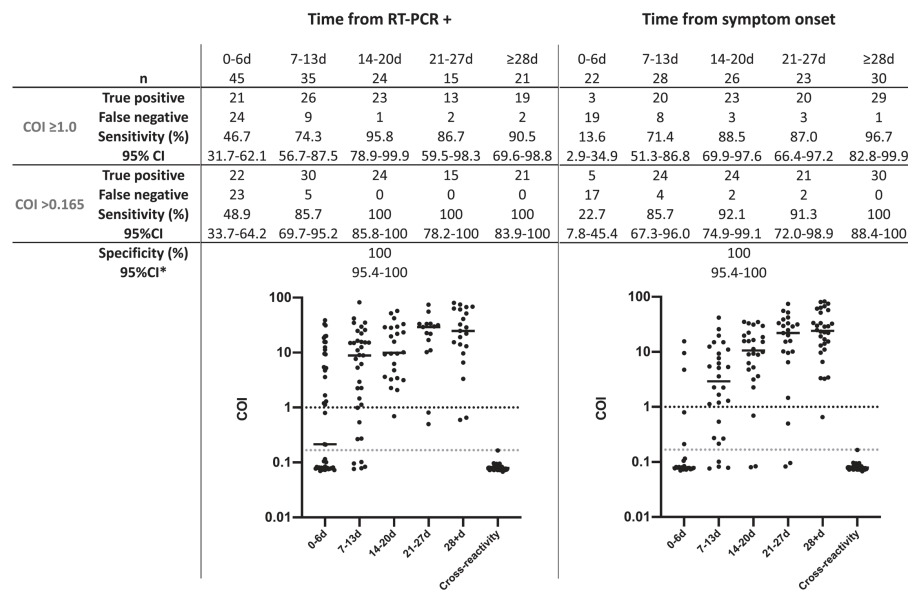 Time from RT-PCR + Time from symptom onset
0-6d 7-13d 14-20d 21-27d ≥28d 0-6d 7-13d 14-20d 21-27d ≥28d
n 45 35 24 15 21 22 28 26 23 30
COI ≥1.0
True positive 21 26 23 13 19 3 20 23 20 29
False negative 24 9 1 2 2 19 8 3 3 1
Sensitivity (%) 46.7 74.3 95.8 86.7 90.5 13.6 71.4 88.5 87.0 96.7
95% CI 31.7-62.1 56.7-87.5 78.9-99.9 59.5-98.3 69.6-98.8 2.9-34.9 51.3-86.8 69.9-97.6 66.4-97.2 82.8-99.9
COI >0.165
True positive 22 30 24 15 21 5 24 24 21 30
False negative 23 5 0 0 0 17 4 2 2 0
Sensitivity (%) 48.9 85.7 100 100 100 22.7 85.7 92.1 91.3 100
95%CI 33.7-64.2 69.7-95.2 85.8-100 78.2-100 83.9-100 7.8-45.4 67.3-96.0 74.9-99.1 72.0-98.9 88.4-100
Specificity (%) 100 100
95%CI* 95.4-100 95.4-100
COI
100
10
1
0.1
0.01
0-6d 7-13d 14-20d 21-27d 28+d Cross-reactivity
COI
100
10
1
0.1
0.01
0-6d 7-13d 14-20d 21-27d 28+d Cross-reactivity